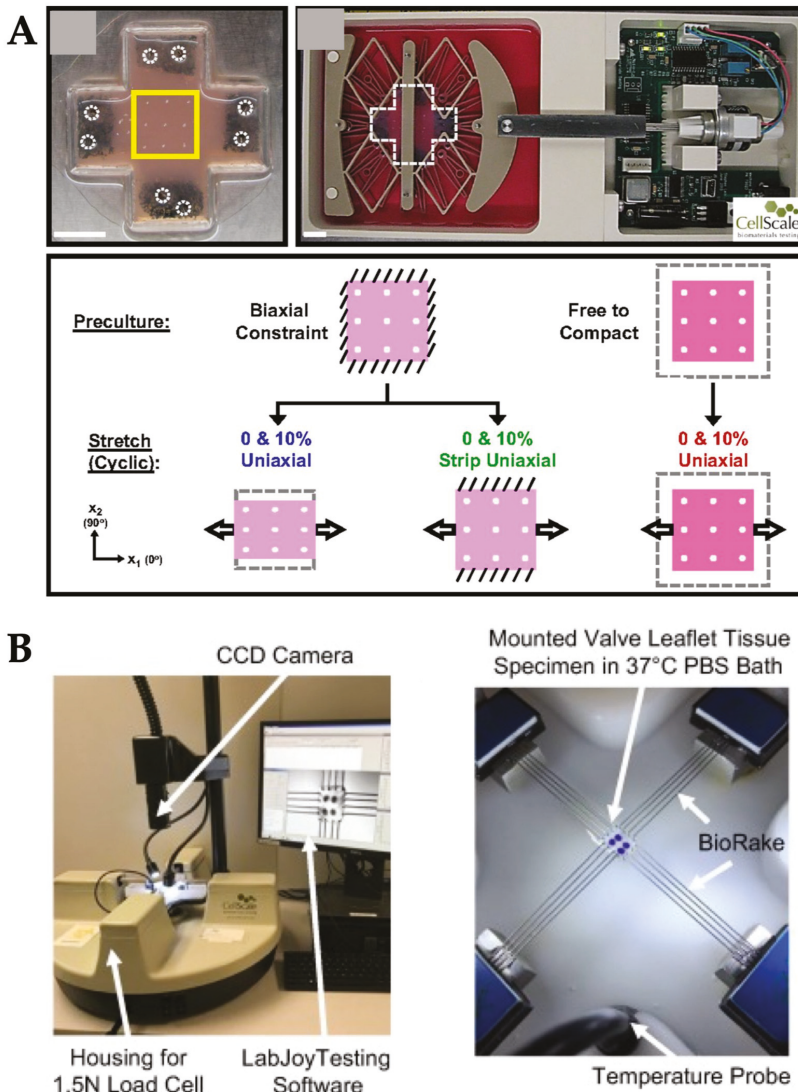 A
CellScale
biomaterials testing
Preculture:
Biaxial
Constraint
Free to
Compact
Stretch
(Cyclic):
0 & 10%
Uniaxial
0 & 10%
Strip Uniaxial
0 & 10%
Uniaxial
x₂
(90°)
x₁ (0°)
B
CCD Camera
Mounted Valve Leaflet Tissue
Specimen in 37°C PBS Bath
CellScale
BioRake
Housing for
1.5N Load Cell
LabJoyTesting
Software
Temperature Probe